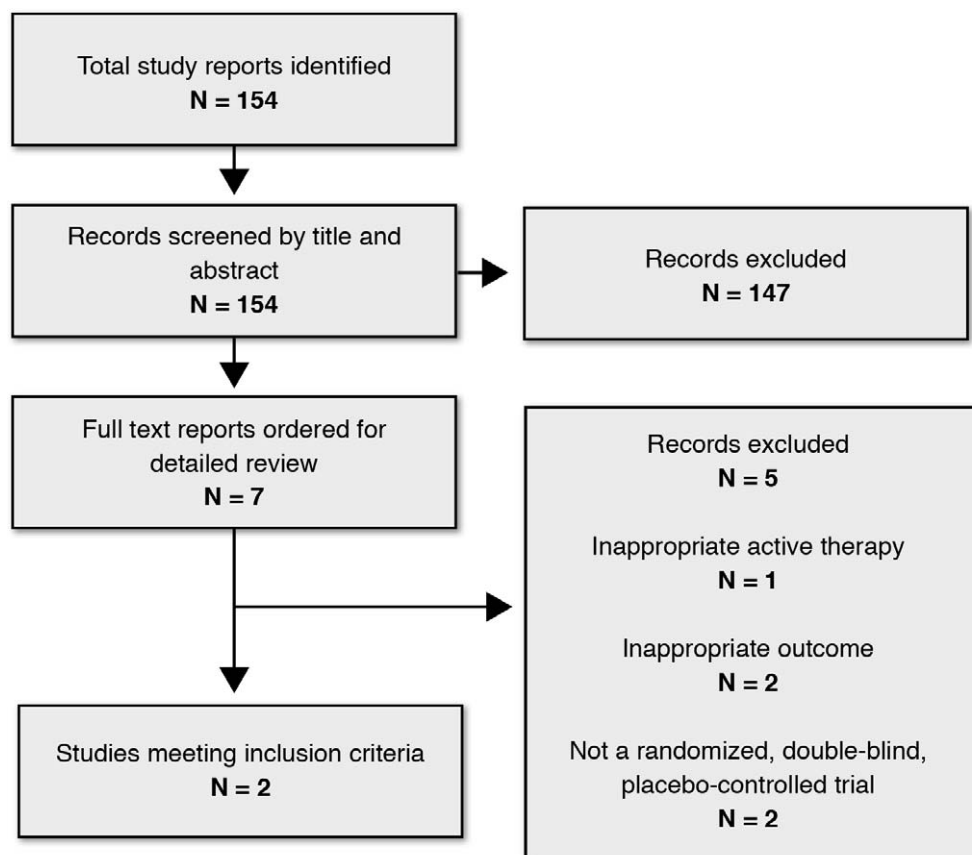 Total study reports identified
N = 154
Records screened by title and
abstract
N = 154
Records excluded
N = 147
Full text reports ordered for
detailed review
N = 7
Records excluded
N = 5
Inappropriate active therapy
N = 1
Inappropriate outcome
N = 2
Not a randomized, double-blind,
placebo-controlled trial
N = 2
Studies meeting inclusion criteria
N = 2